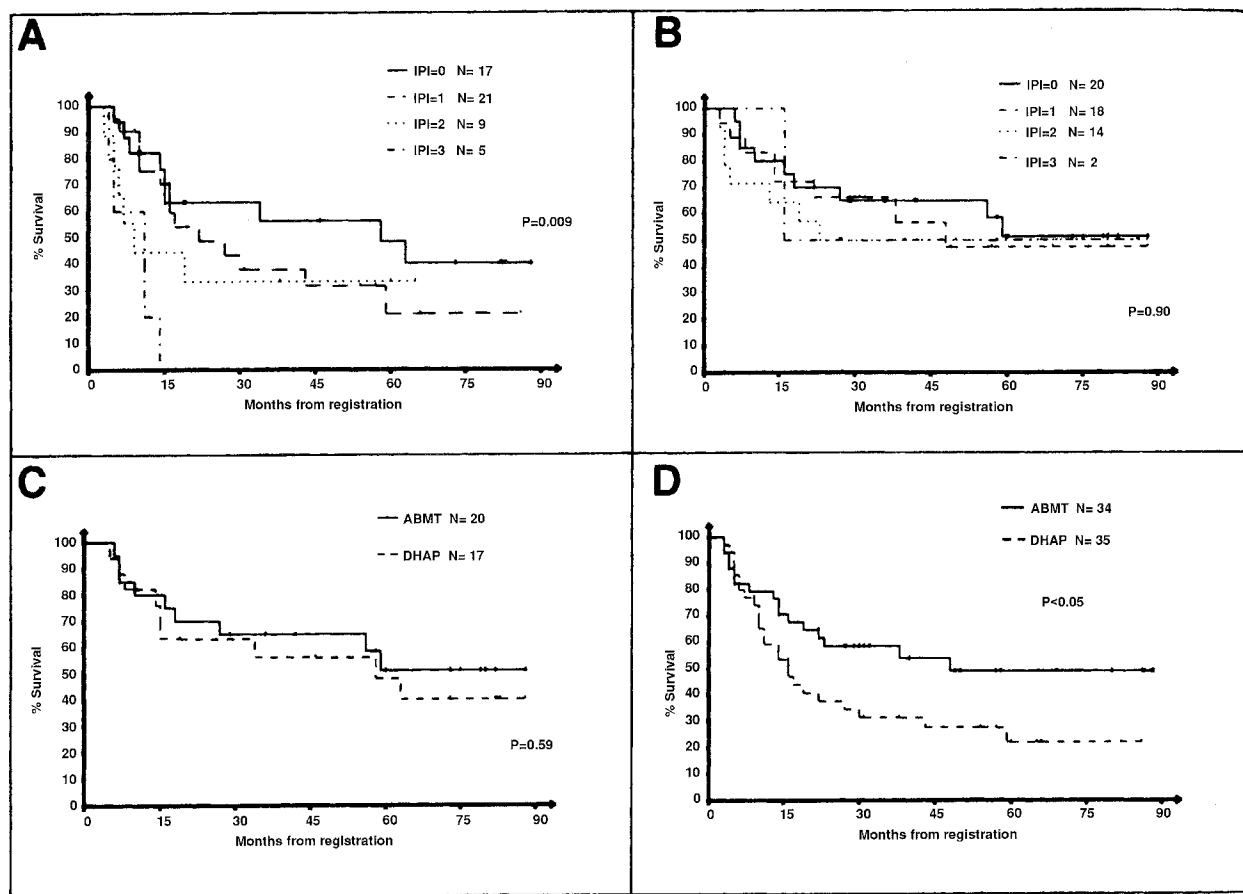 A
IPI=0 N= 17
IPI=1 N= 21
IPI=2 N= 9
IPI=3 N= 5
100
90
80
70
60
50
40
30
20
10
0
% Survival
P=0.009
0 15 30 45 60 75 90
Months from registration
B
IPI=0 N= 20
IPI=1 N= 18
IPI=2 N= 14
IPI=3 N= 2
100
90
80
70
60
50
40
30
20
10
0
% Survival
P=0.90
0 15 30 45 60 75 90
Months from registration
C
ABMT N= 20
DHAP N= 17
100
90
80
70
60
50
40
30
20
10
0
% Survival
P=0.59
0 15 30 45 60 75 90
Months from registration
D
ABMT N= 34
DHAP N= 35
100
90
80
70
60
50
40
30
20
10
0
% Survival
P<0.05
0 15 30 45 60 75 90
Months from registration